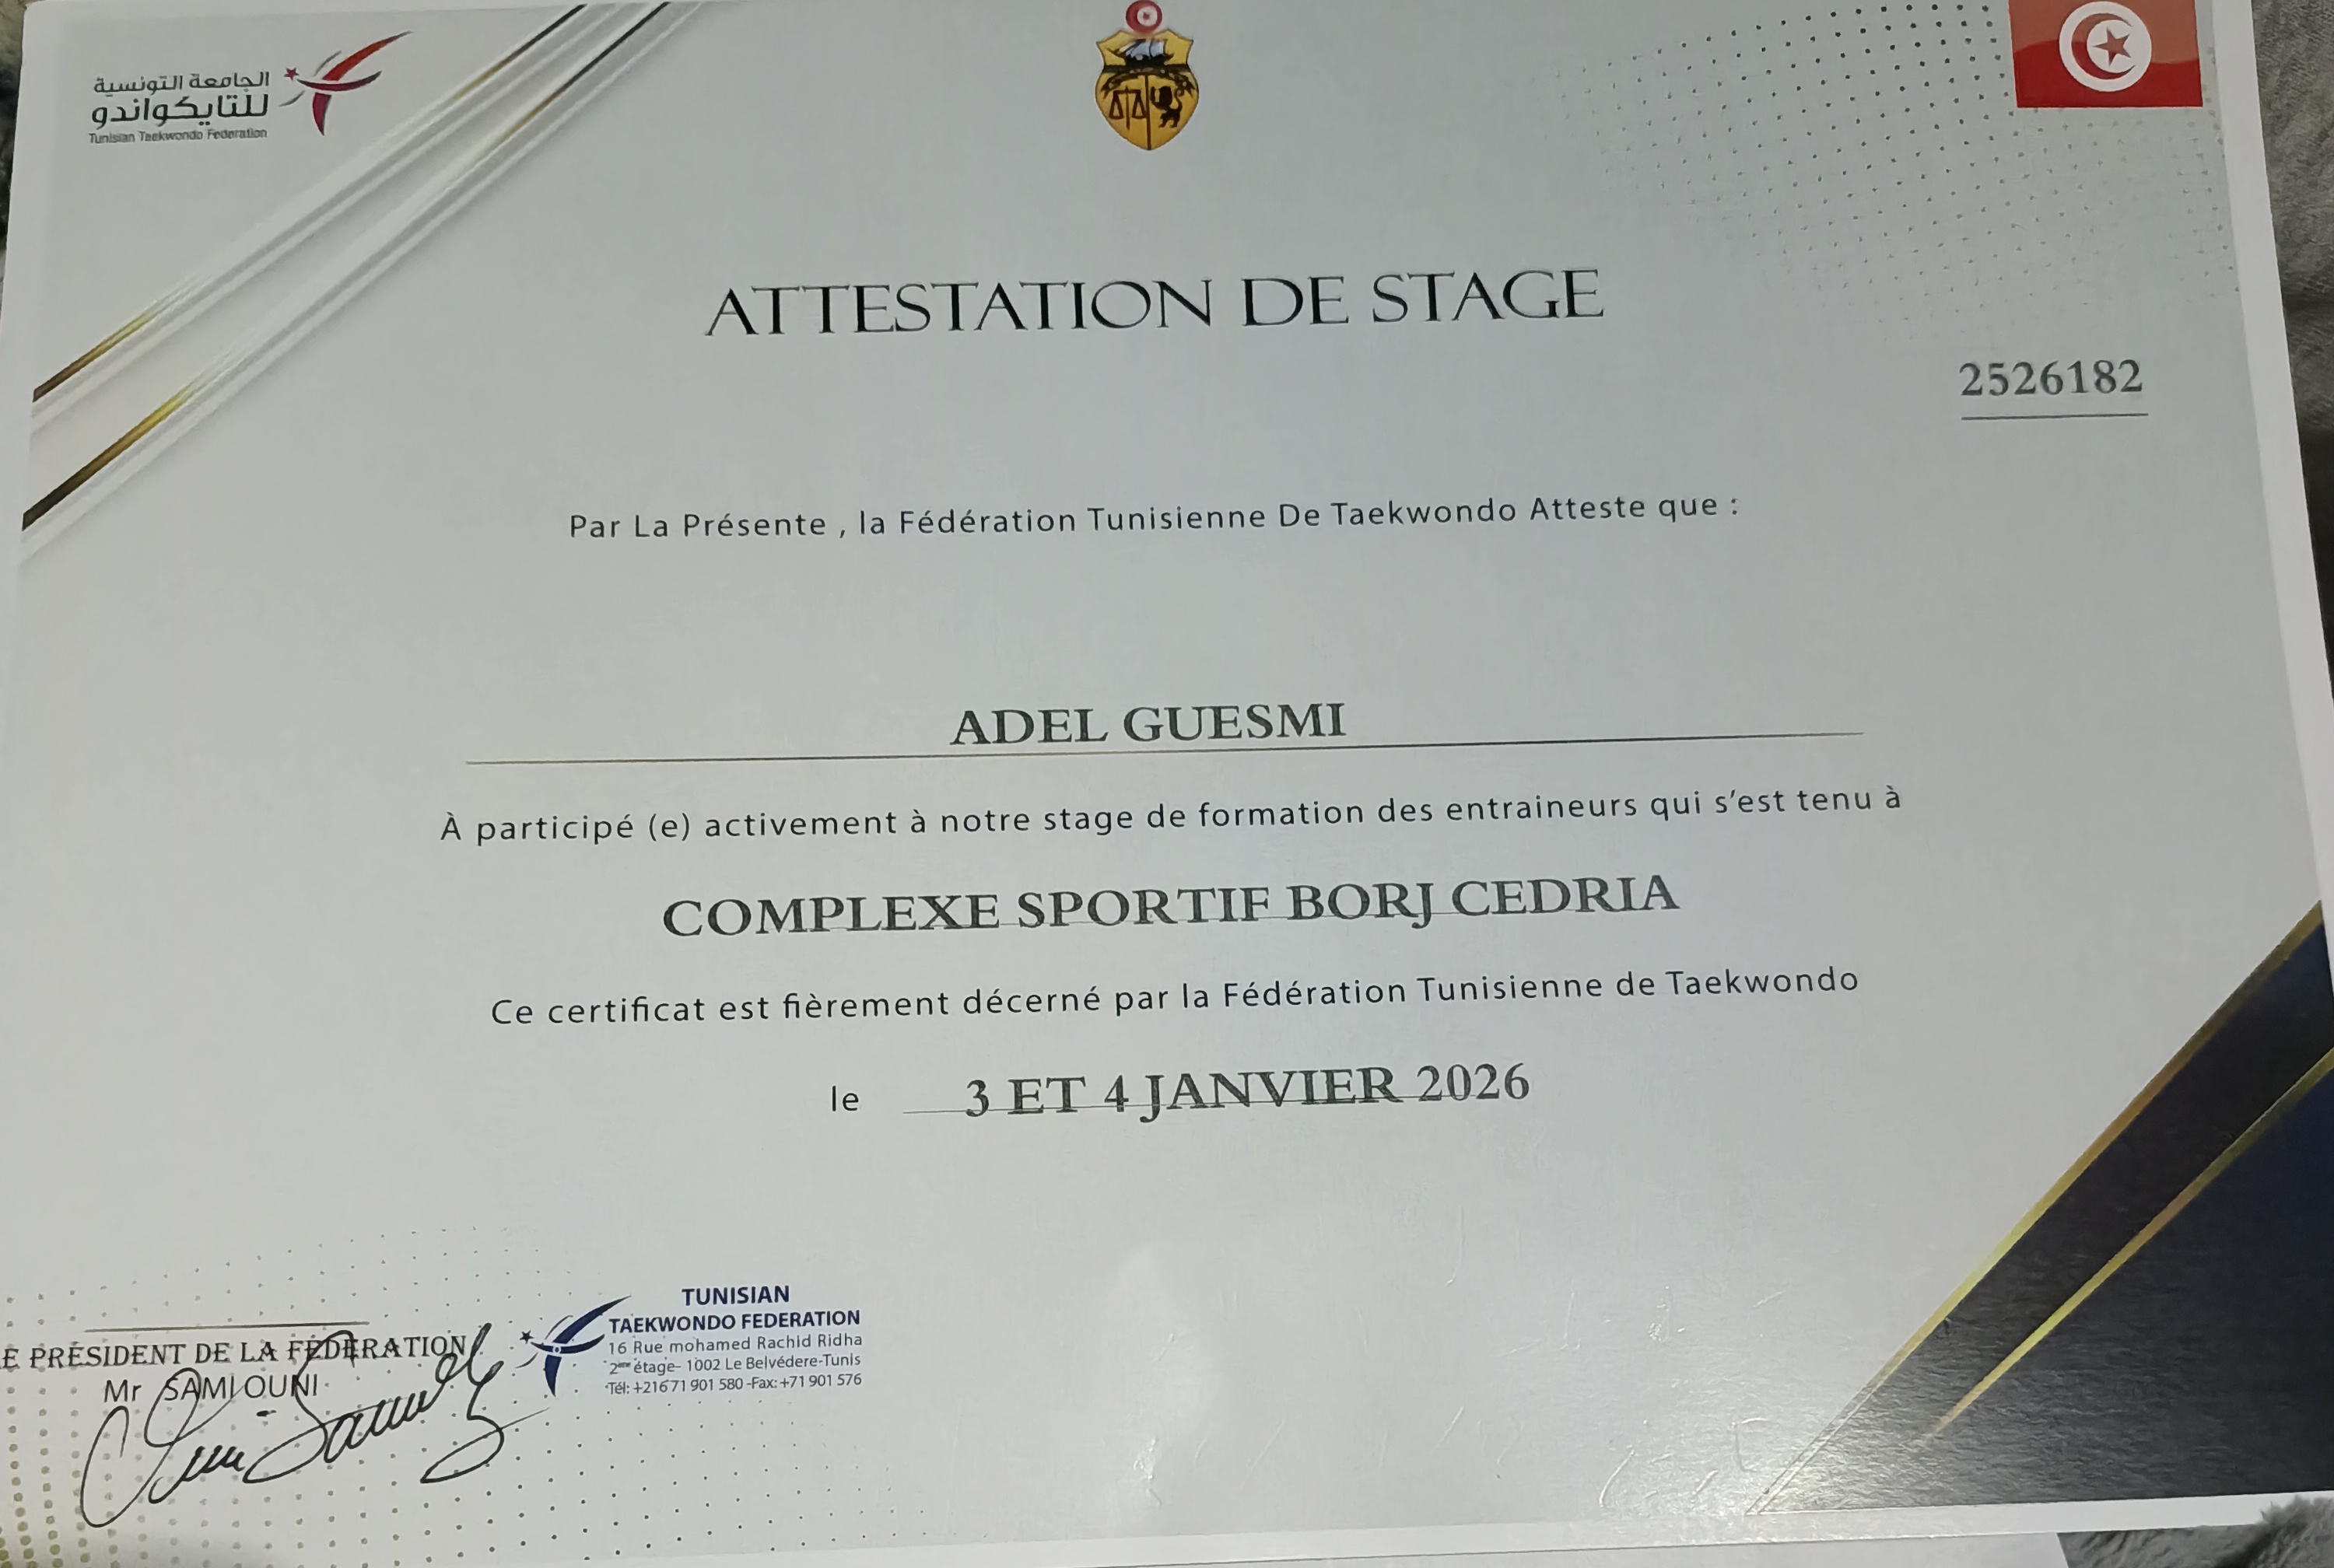 الجامعة التونسية
للتايكواندو
Tunisian Taekwondo Federation
ATTESTATION DE STAGE
2526182
Par La Présente , la Fédération Tunisienne De Taekwondo Atteste que :
ADEL GUESMI
À participé (e) activement à notre stage de formation des entraineurs qui s'est tenu à
COMPLEXE SPORTIF BORJ CEDRIA
Ce certificat est fièrement décerné par la Fédération Tunisienne de Taekwondo
le 3 ET 4 JANVIER 2026
E PRÉSIDENT DE LA FÉDÉRATION
Mr SAMI OUNI
TUNISIAN
TAEKWONDO FEDERATION
16 Rue mohamed Rachid Ridha
2ème étage- 1002 Le Belvédere-Tunis
Tél: +216 71 901 580 -Fax: +71 901 576